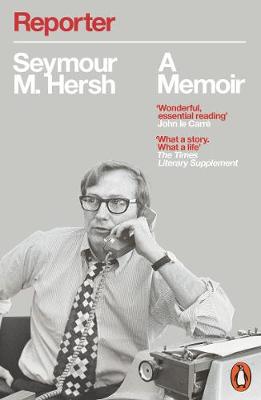 Reporter
Seymour
M. Hersh
A
Memoir
‘Wonderful,
essential reading’
John le Carré
‘What a story.
What a life’
The Times
Literary Supplement